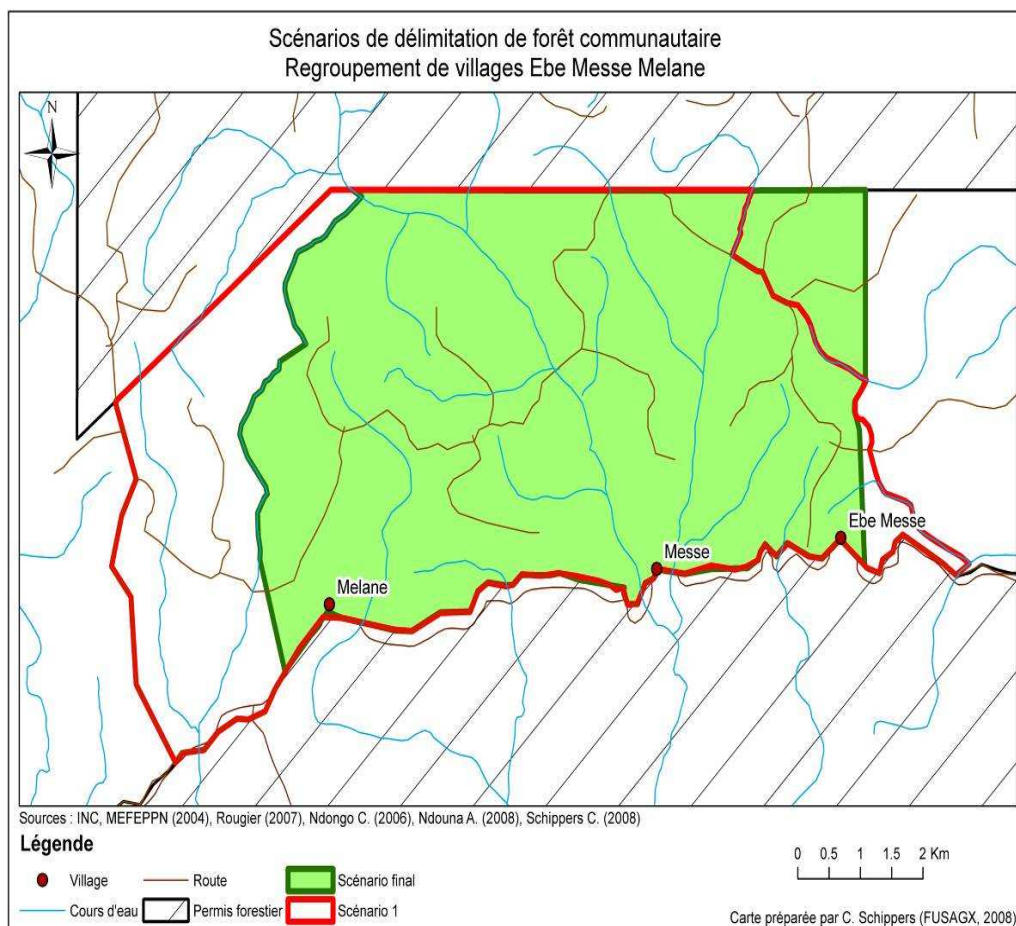 Scénarios de délimitation de forêt communautaire
Regroupement de villages Ebe Messe Melane
N
Ebe Messe
Messe
Melane
Sources : INC, MEFEPPN (2004), Rougier (2007), Ndongo C. (2006), Ndouna A. (2008), Schippers C. (2008)
Légende
Village
Route
Scénario final
Cours d'eau
Permis forestier
Scénario 1
0 0.5 1 1.5 2 Km
Carte préparée par C. Schippers (FUSAGX, 2008)